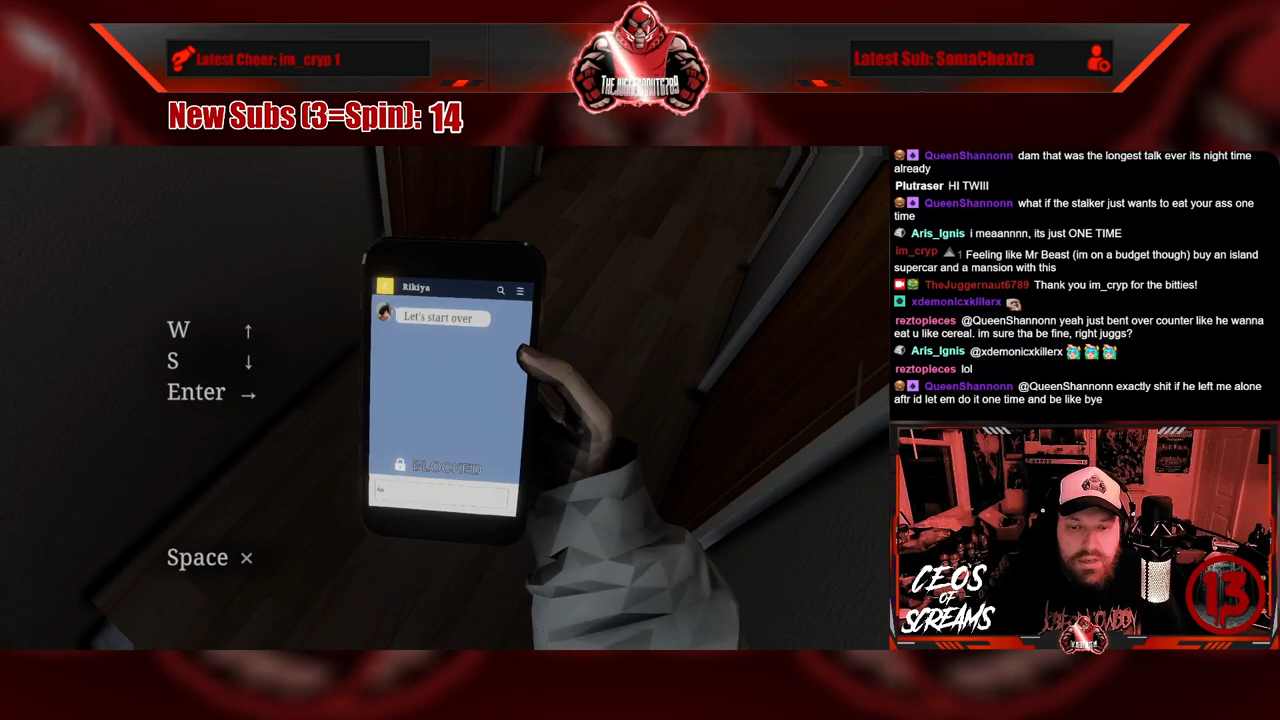 Latest Cheer: im_cryp 1
THEJUGGERNAUT6789
Latest Sub: SomaChextra
New Subs (3=Spin): 14
W ↑
S ↓
Enter →
Space ×
Rikiya
Let's start over
BLOCKED
Aa
QueenShannonn dam that was the longest talk ever its night time
already
Plutraser HI TWIII
QueenShannonn what if the stalker just wants to eat your ass one
time
Aris_Ignis i meaannnn, its just ONE TIME
im_cryp 1 Feeling like Mr Beast (im on a budget though) buy an island
supercar and a mansion with this
TheJuggernaut6789 Thank you im_cryp for the bitties!
xdemonicxkillerx
reztopieces @QueenShannonn yeah just bent over counter like he wanna
eat u like cereal. im sure tha be fine, right juggs?
Aris_Ignis @xdemonicxkillerx
reztopieces lol
QueenShannonn @QueenShannonn exactly shit if he left me alone
aftr id let em do it one time and be like bye
CEOS
OF
SCREAMS
13